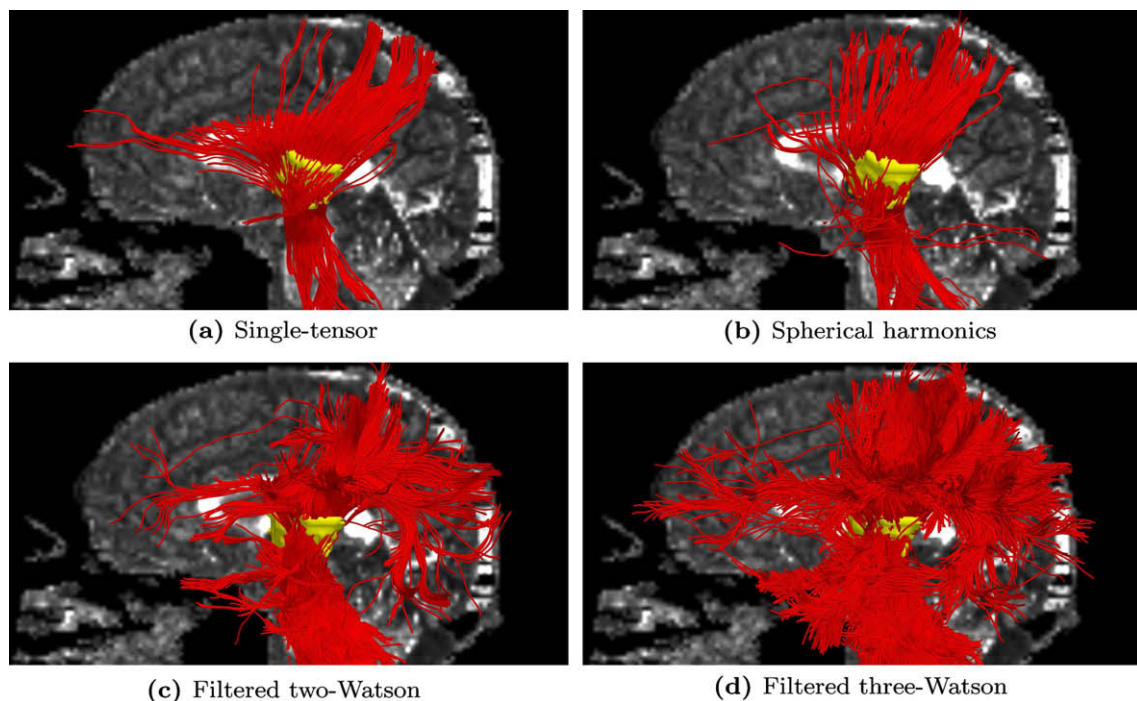 (a) Single-tensor
(b) Spherical harmonics
(c) Filtered two-Watson
(d) Filtered three-Watson